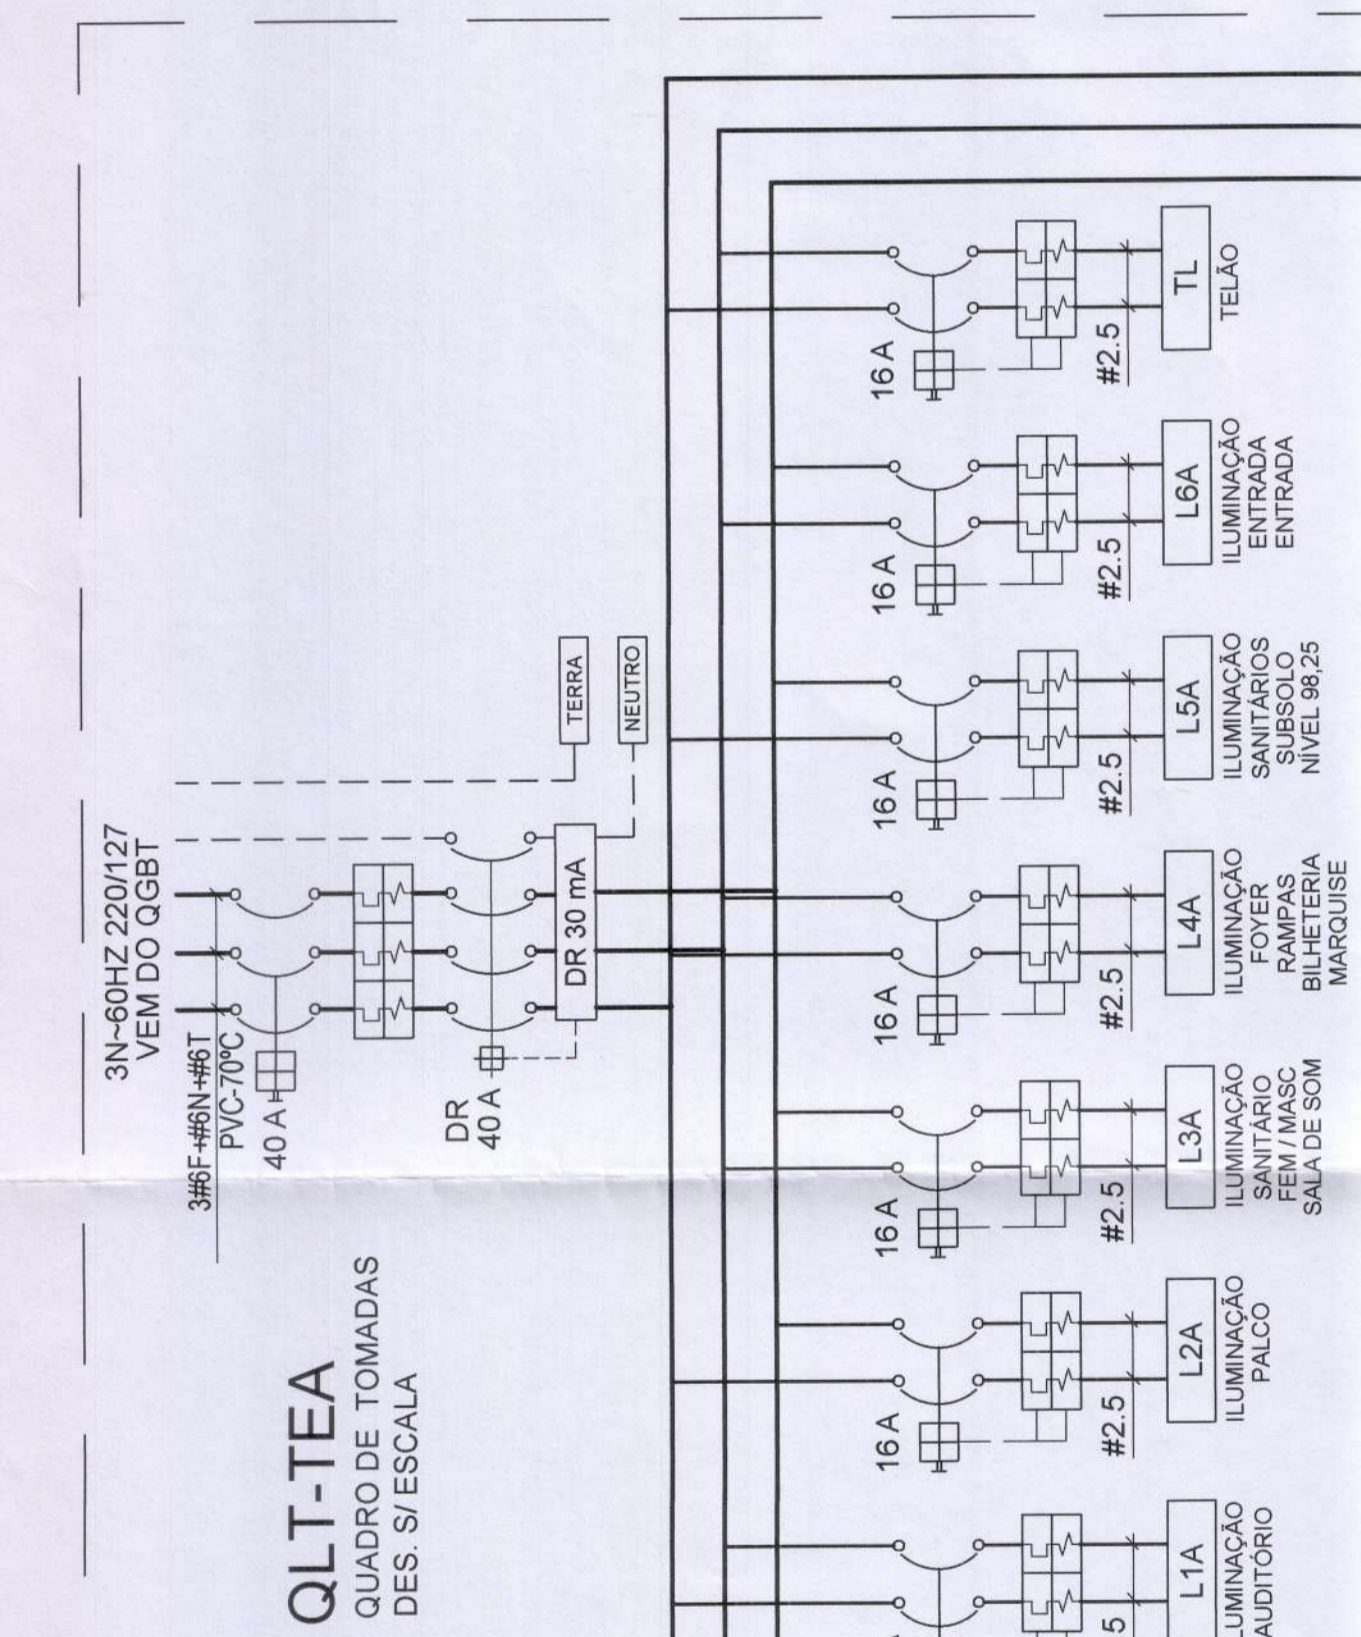 QLT-TEA
QUADRO DE TOMADAS
DES. S/ ESCALA
3N~60HZ 220/127
VEM DO QGBT
3#6F+#6N+#6T
PVC-70ºC
40 A
DR
40 A
DR 30 mA
TERRA
NEUTRO
5
L1A
AUDITÓRIO
16 A
#2.5
L2A
ILUMINAÇÃO
PALCO
16 A
#2.5
L3A
ILUMINAÇÃO
SANITÁRIO
FEM / MASC
SALA DE SOM
16 A
#2.5
L4A
ILUMINAÇÃO
FOYER
RAMPAS
BILHETERIA
MARQUISE
16 A
#2.5
L5A
ILUMINAÇÃO
SANITÁRIOS
SUBSOLO
NÍVEL 98,25
16 A
#2.5
L6A
ILUMINAÇÃO
ENTRADA
ENTRADA
16 A
#2.5
TL
TELÃO